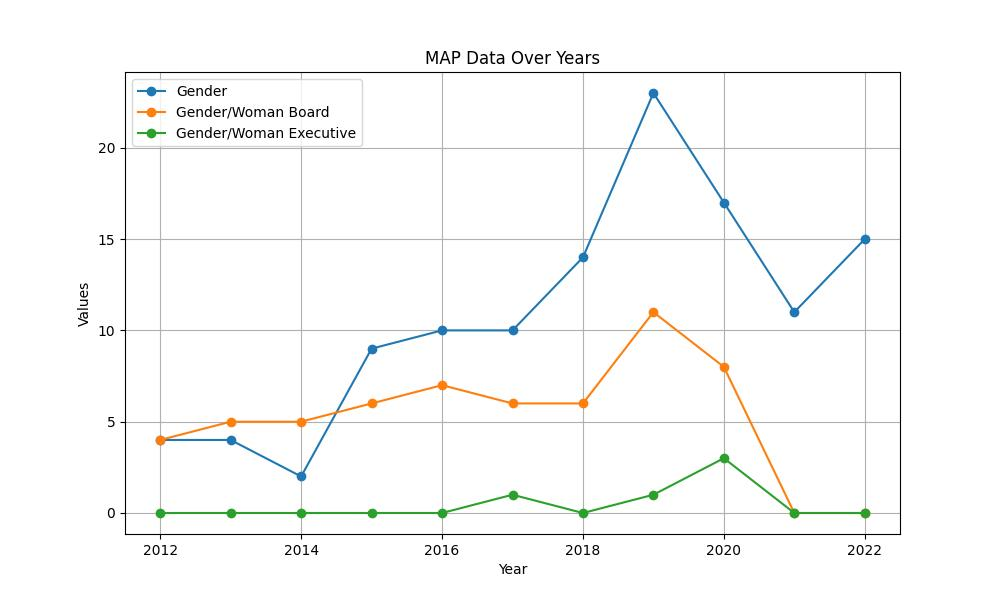 MAP Data Over Years
Gender
Gender/Woman Board
Gender/Woman Executive
20
15
10
5
0
Values
2012 2014 2016 2018 2020 2022
Year